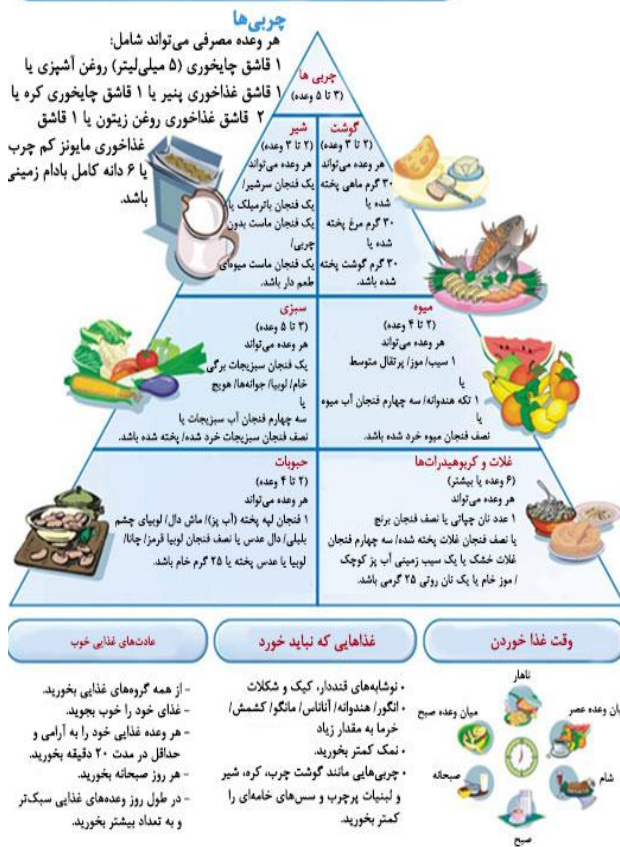 چربی‌ها
هر وعده مصرفی می‌تواند شامل:
۱ قاشق چایخوری (۵ میلی‌لیتر) روغن آشپزی یا
۱ قاشق غذاخوری پنیر یا ۱ قاشق چایخوری کره یا
۲ قاشق غذاخوری روغن زیتون یا ۱ قاشق
غذاخوری مایونز کم چرب
یا ۶ دانه کامل بادام زمینی
باشد.
چربی ها
(۳ تا ۵ وعده)
گوشت
(۲ تا ۳ وعده)
هر وعده می‌تواند
۳۰ گرم ماهی پخته
شده یا
۳۰ گرم مرغ پخته
شده یا
۳۰ گرم گوشت پخته
شده باشد.
شیر
(۲ تا ۳ وعده)
هر وعده می‌تواند
یک فنجان سرشیر/
یک فنجان باترمیلک یا
یک فنجان ماست بدون
چربی/
یک فنجان ماست میوه‌ای
طعم دار باشد.
میوه
(۲ تا ۴ وعده)
هر وعده می‌تواند
۱ سیب/ موز/ پرتقال متوسط
یا
۱ تکه هندوانه/ سه چهارم فنجان آب میوه
یا
نصف فنجان میوه خرد شده باشد.
سبزی
(۳ تا ۵ وعده)
هر وعده می‌تواند
یک فنجان سبزیجات برگی
خام/ لوبیا/ جوانه‌ها/ هویج
یا
سه چهارم فنجان آب سبزیجات یا
نصف فنجان سبزیجات خرد شده/ پخته شده باشد.
غلات و کربوهیدرات‌ها
(۶ وعده یا بیشتر)
هر وعده می‌تواند
۱ عدد نان چپاتی یا نصف فنجان برنج
یا نصف فنجان غلات پخته شده/ سه چهارم فنجان
غلات خشک یا یک سیب زمینی آب پز کوچک
/ موز خام یا یک نان روتی ۲۵ گرمی باشد.
حبوبات
(۲ تا ۴ وعده)
هر وعده می‌تواند
۱ فنجان لپه پخته (آب پز)/ ماش دال/ لوبیای چشم
بلبلی/ دال عدس یا نصف فنجان لوبیا قرمز/ چانا/
لوبیا یا عدس پخته یا ۲۵ گرم خام باشد.
وقت غذا خوردن
ناهار
یان وعده عصر
شام
صبح
صبحانه
میان وعده صبح
غذاهایی که نباید خورد
• نوشابه‌های قنددار، کیک و شکلات
• انگور/ هندوانه/ آناناس/ مانگو/ کشمش/
خرما به مقدار زیاد
• نمک کمتر بخورید.
• چربی‌هایی مانند گوشت چرب، کره، شیر
و لبنیات پرچرب و سس‌های خامه‌ای را
کمتر بخورید.
عادت‌های غذایی خوب
- از همه گروه‌های غذایی بخورید.
- غذای خود را خوب بجوید.
- هر وعده غذایی خود را به آرامی و
حداقل در مدت ۲۰ دقیقه بخورید.
- هر روز صبحانه بخورید.
- در طول روز وعده‌های غذایی سبک‌تر
و به تعداد بیشتر بخورید.